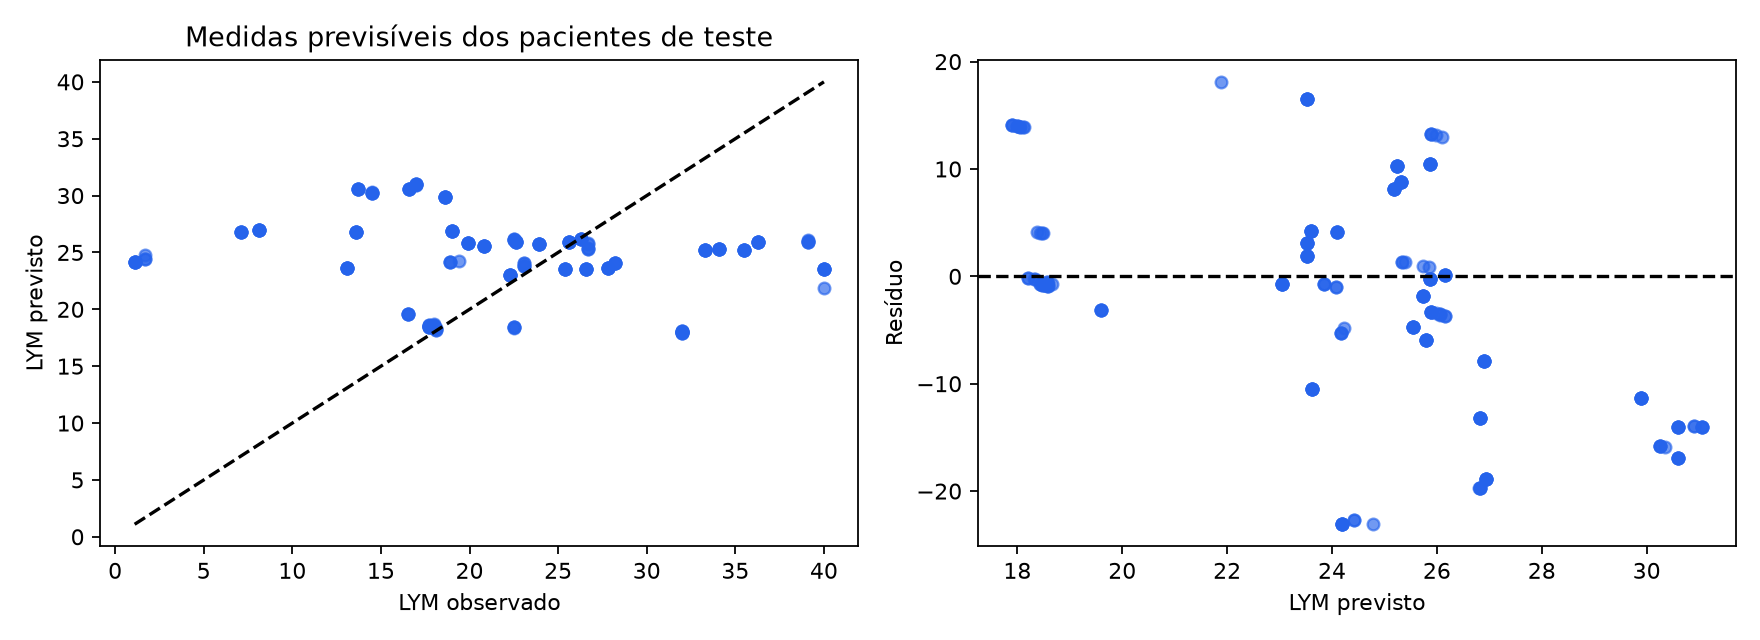 Medidas previsíveis dos pacientes de teste
40
35
30
25
20
15
10
5
0
LYM previsto
0 5 10 15 20 25 30 35 40
LYM observado
20
10
0
−10
−20
Resíduo
18 20 22 24 26 28 30
LYM previsto